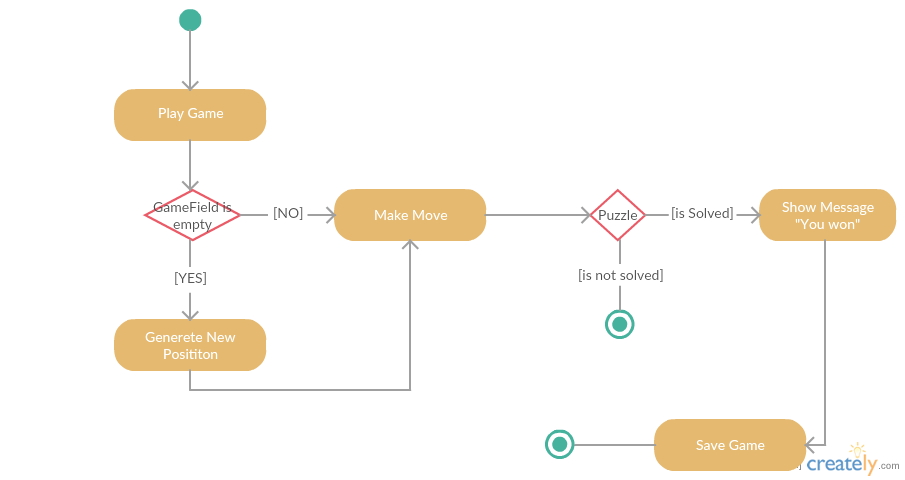 Play Game
GameField is
empty
[NO]
Make Move
Puzzle
[is Solved]
Show Message
"You won"
[YES]
[is not solved]
Generete New
Posititon
Save Game
creately.com